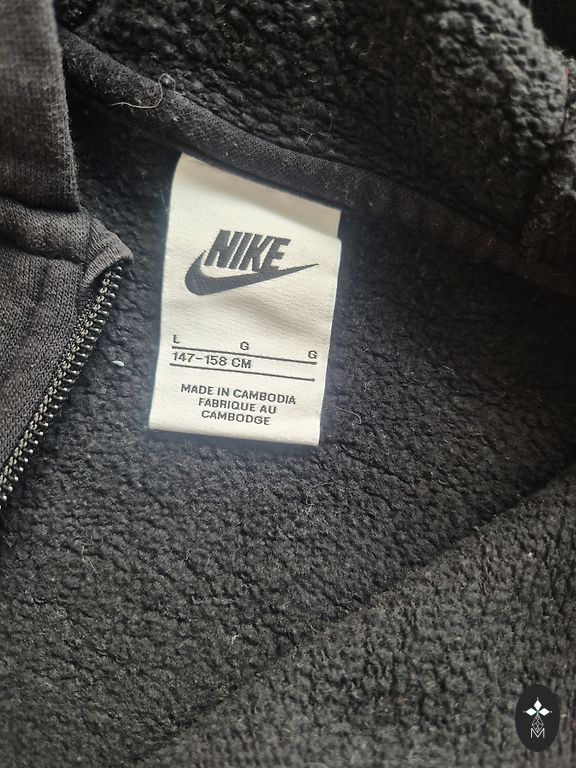 NIKE
L G G
147-158 CM
MADE IN CAMBODIA
FABRIQUE AU
CAMBODGE
M